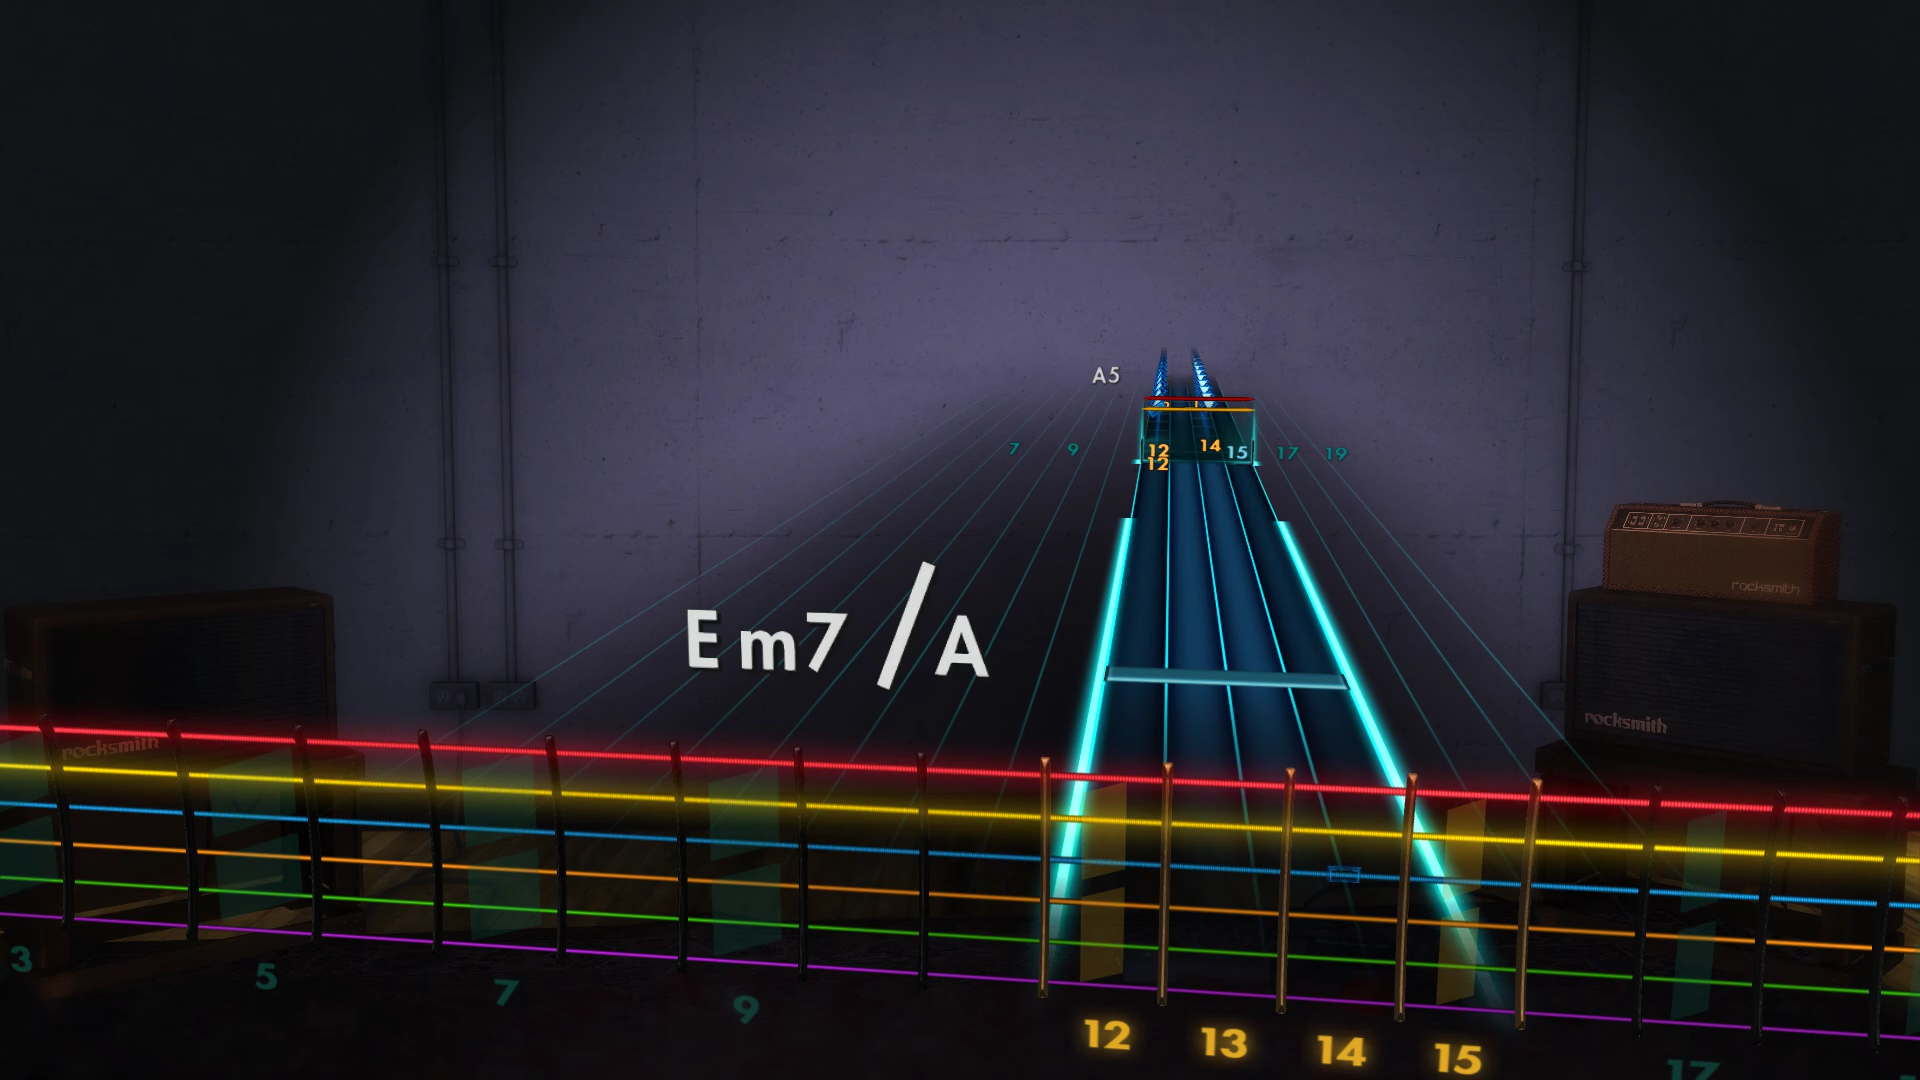 A5
7 9 12 14 15 17 19
12
Em7/A
rocksmith
rocksmith
rocksmith
3 5 7 9 12 13 14 15 17